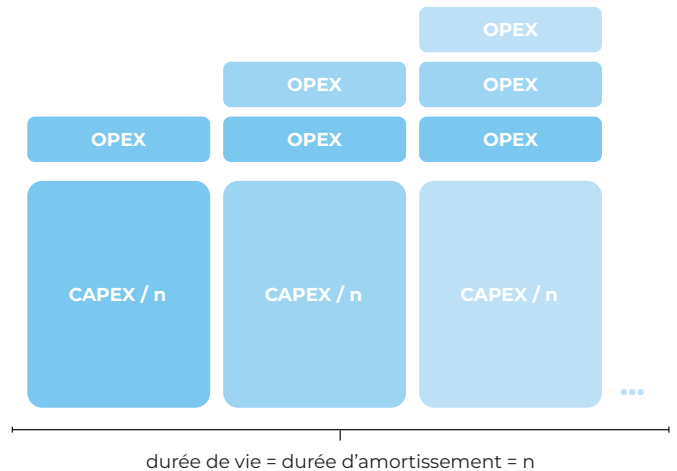 OPEX
OPEX OPEX
OPEX OPEX OPEX
CAPEX / n CAPEX / n CAPEX / n
...
durée de vie = durée d’amortissement = n